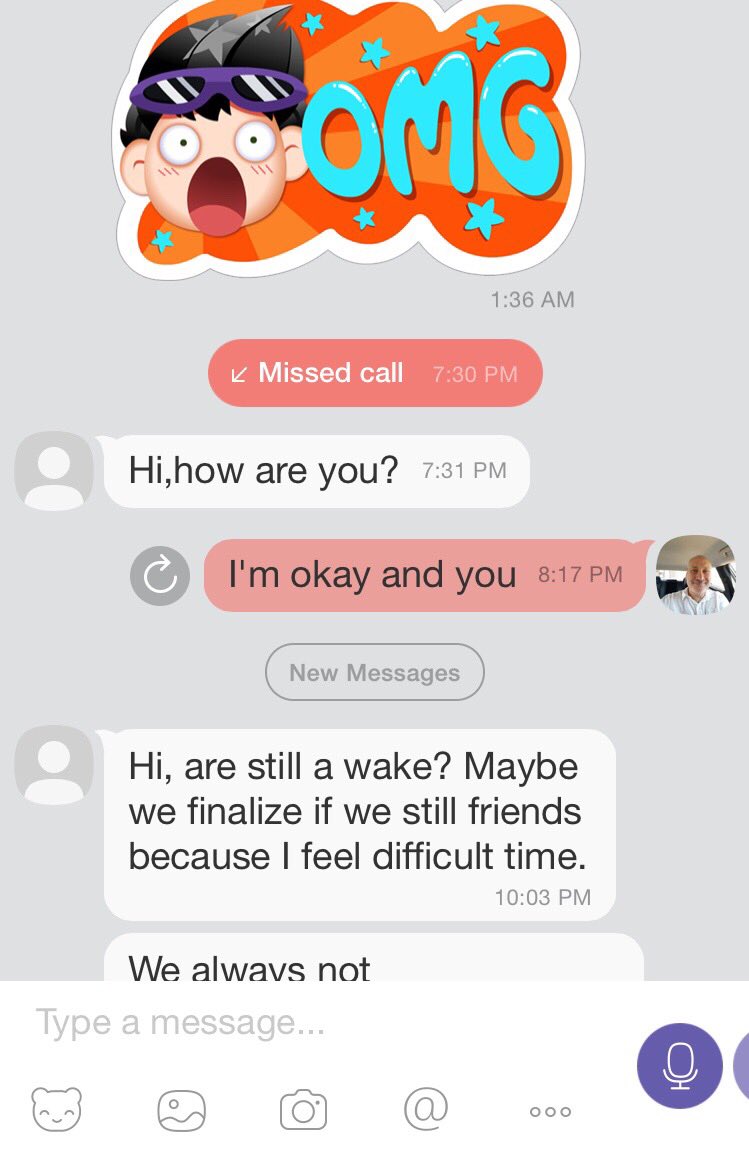 OMG
1:36 AM
Missed call 7:30 PM
Hi,how are you? 7:31 PM
I'm okay and you 8:17 PM
New Messages
Hi, are still a wake? Maybe
we finalize if we still friends
because I feel difficult time.
10:03 PM
We always not
Type a message...
@